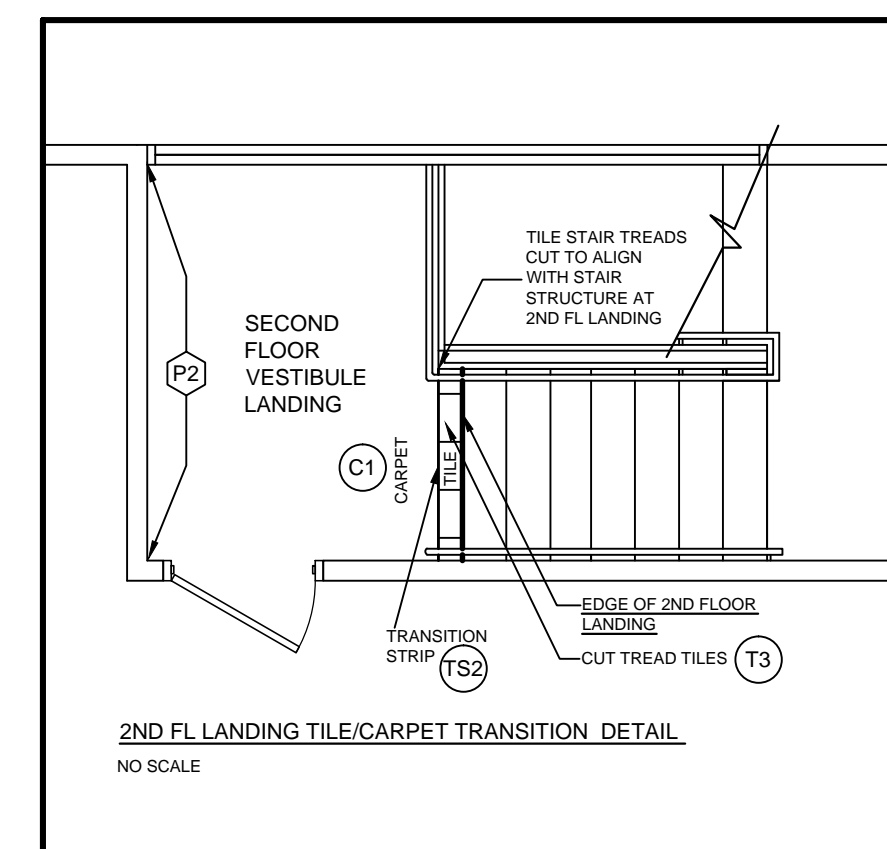 TILE STAIR TREADS
CUT TO ALIGN
WITH STAIR
STRUCTURE AT
2ND FL LANDING
SECOND
FLOOR
VESTIBULE
LANDING
P2
C1
CARPET
TILE
EDGE OF 2ND FLOOR
LANDING
TRANSITION
STRIP
TS2
CUT TREAD TILES
T3
2ND FL LANDING TILE/CARPET TRANSITION DETAIL
NO SCALE